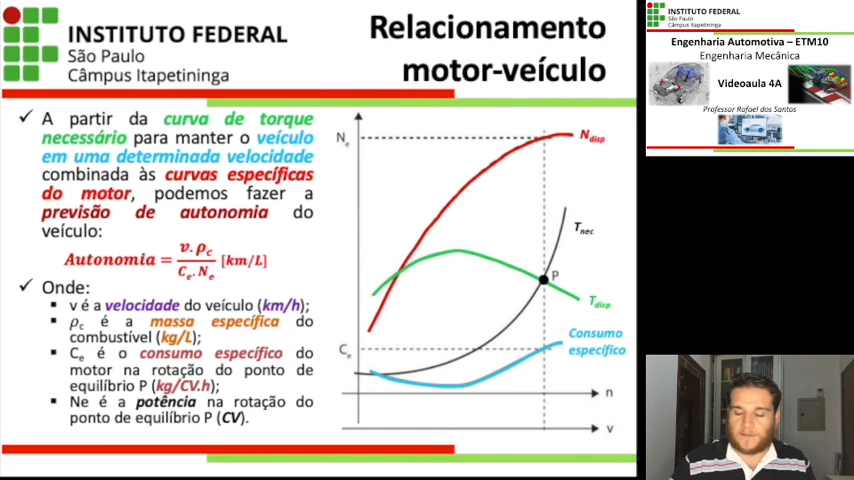 INSTITUTO FEDERAL
São Paulo
Câmpus Itapetininga
Relacionamento
motor-veículo
✓ A partir da curva de torque
necessário para manter o veículo
em uma determinada velocidade
combinada às curvas específicas
do motor, podemos fazer a
previsão de autonomia do
veículo:
Autonomia = v.ρc / Ce.Ne [km/L]
✓ Onde:
▪ v é a velocidade do veículo (km/h);
▪ ρc é a massa específica do
combustível (kg/L);
▪ Ce é o consumo específico do
motor na rotação do ponto de
equilíbrio P (kg/CV.h);
▪ Ne é a potência na rotação do
ponto de equilíbrio P (CV).
Ne
Ndisp
Tnec
P
Tdisp
Consumo
específico
Ce
n
v
INSTITUTO FEDERAL
São Paulo
Câmpus Itapetininga
Engenharia Automotiva – ETM10
Engenharia Mecânica
Videoaula 4A
Professor Rafael dos Santos